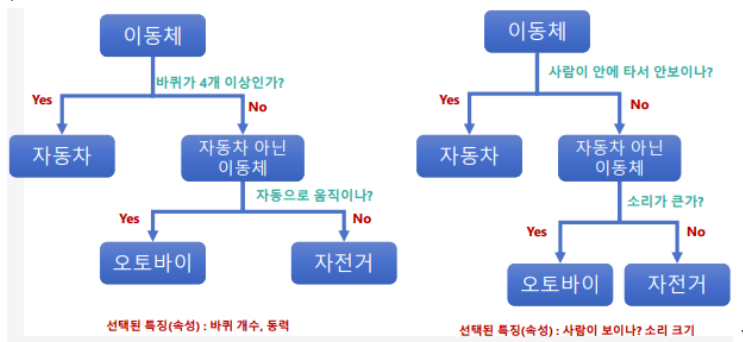 이동체
바퀴가 4개 이상인가?
Yes
No
자동차
자동차 아닌
이동체
자동으로 움직이나?
Yes
No
오토바이
자전거
선택된 특징(속성) : 바퀴 개수, 동력
이동체
사람이 안에 타서 안보이나?
Yes
No
자동차
자동차 아닌
이동체
소리가 큰가?
Yes
No
오토바이
자전거
선택된 특징(속성) : 사람이 보이나? 소리 크기